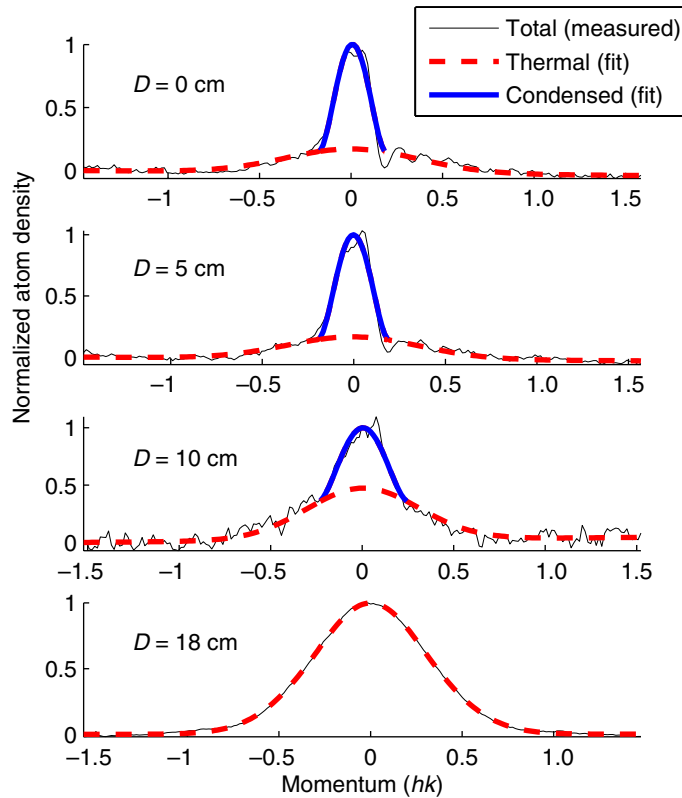 Total (measured)
Thermal (fit)
Condensed (fit)
Normalized atom density
D = 0 cm
1
0.5
0
−1 −0.5 0 0.5 1.0 1.5
D = 5 cm
1
0.5
0
−1 −0.5 0 0.5 1.0 1.5
D = 10 cm
1
0.5
0
−1.5 −1 −0.5 0 0.5 1.0 1.5
D = 18 cm
1
0.5
0
−1.5 −1 −0.5 0 0.5 1.0
Momentum (hk)